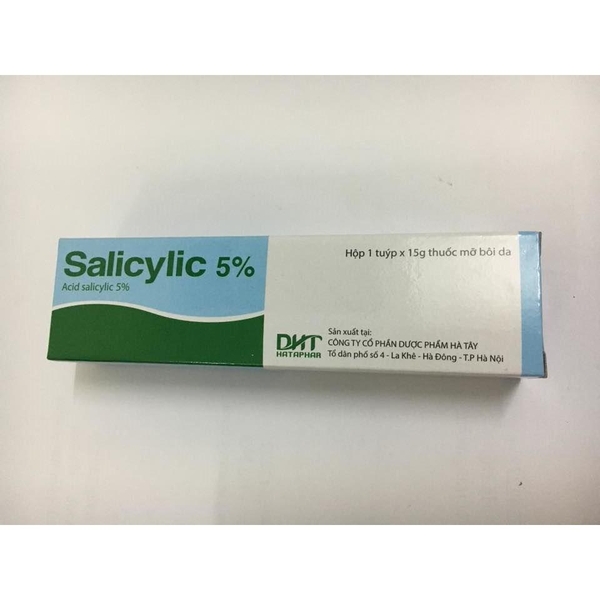 Salicylic 5%
Acid salicylic 5%
Hộp 1 tuýp x 15g thuốc mỡ bôi da
DHT
HATAPHAR
Sản xuất tại:
CÔNG TY CỔ PHẦN DƯỢC PHẨM HÀ TÂY
Tổ dân phố số 4 - La Khê - Hà Đông - T.P Hà Nội